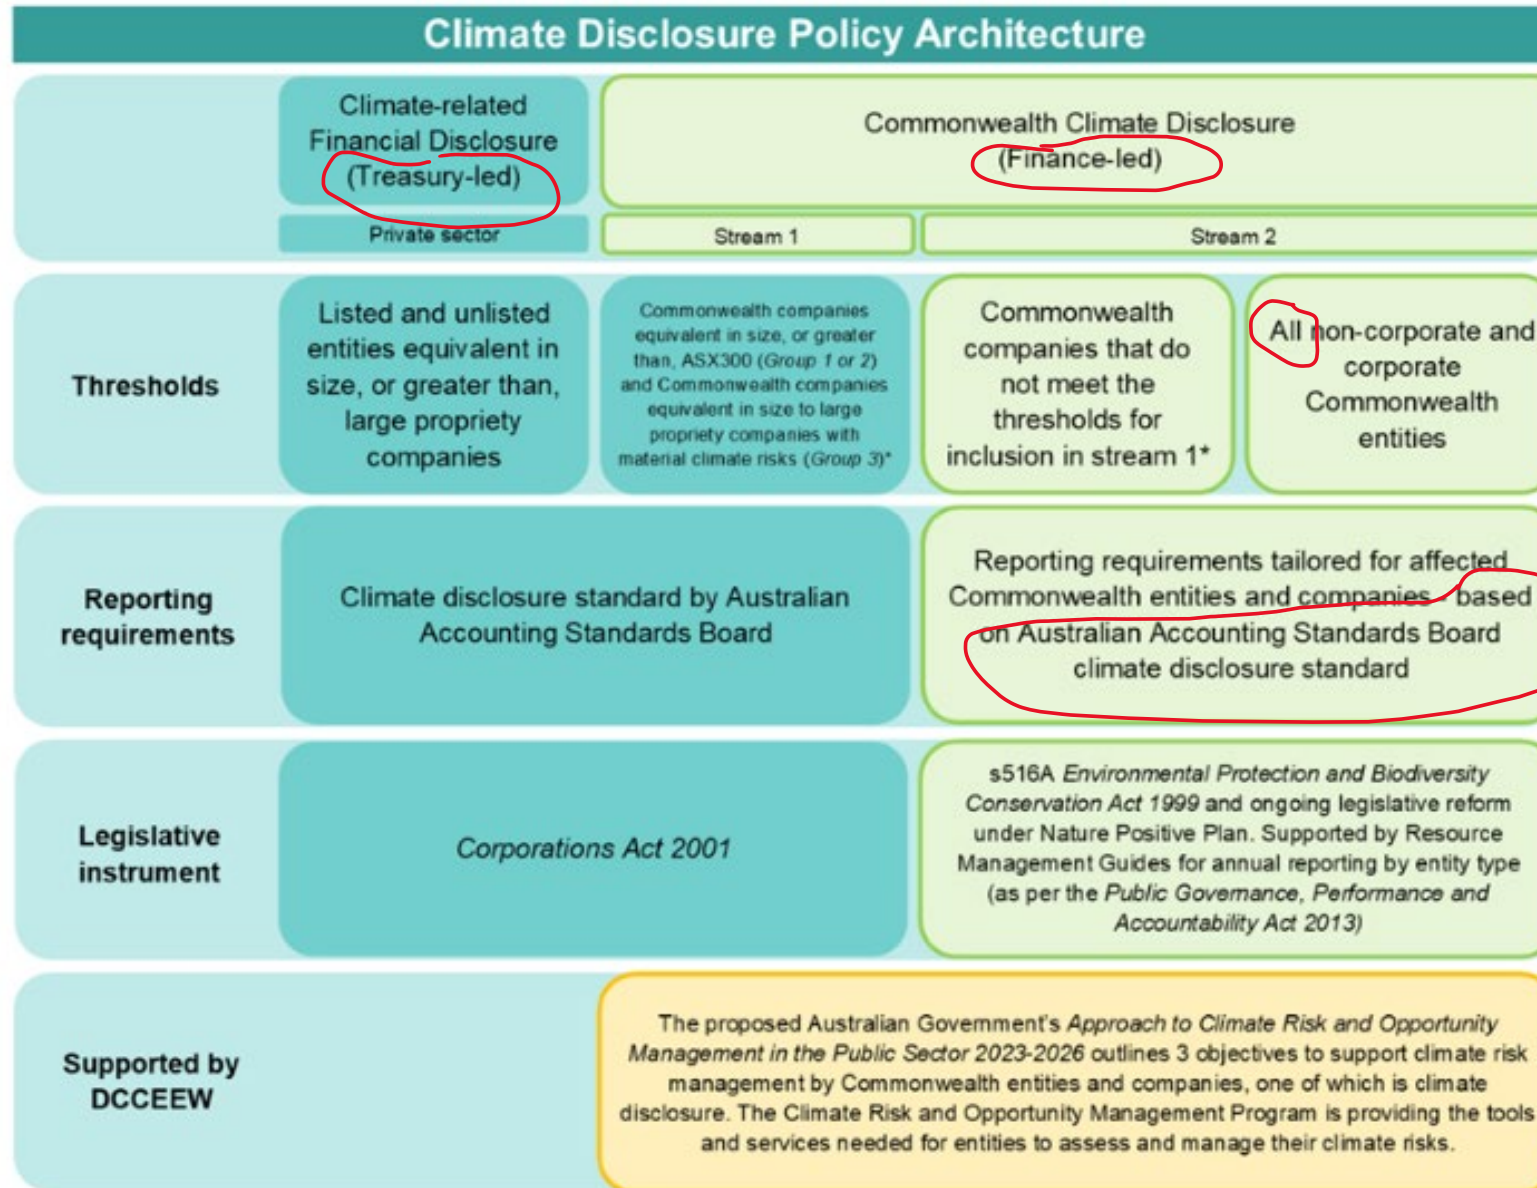 Climate Disclosure Policy Architecture
Climate-related
Financial Disclosure
(Treasury-led)
Commonwealth Climate Disclosure
(Finance-led)
Private sector
Stream 1
Stream 2
Thresholds
Listed and unlisted
entities equivalent in
size, or greater than,
large propriety
companies
Commonwealth companies
equivalent in size, or greater
than, ASX300 (Group 1 or 2)
and Commonwealth companies
equivalent in size to large
propriety companies with
material climate risks (Group 3)*
Commonwealth
companies that do
not meet the
thresholds for
inclusion in stream 1*
All non-corporate and
corporate
Commonwealth
entities
Reporting
requirements
Climate disclosure standard by Australian
Accounting Standards Board
Reporting requirements tailored for affected
Commonwealth entities and companies - based
on Australian Accounting Standards Board
climate disclosure standard
Legislative
instrument
Corporations Act 2001
s516A Environmental Protection and Biodiversity
Conservation Act 1999 and ongoing legislative reform
under Nature Positive Plan. Supported by Resource
Management Guides for annual reporting by entity type
(as per the Public Governance, Performance and
Accountability Act 2013)
Supported by
DCCEEW
The proposed Australian Government's Approach to Climate Risk and Opportunity
Management in the Public Sector 2023-2026 outlines 3 objectives to support climate risk
management by Commonwealth entities and companies, one of which is climate
disclosure. The Climate Risk and Opportunity Management Program is providing the tools
and services needed for entities to assess and manage their climate risks.